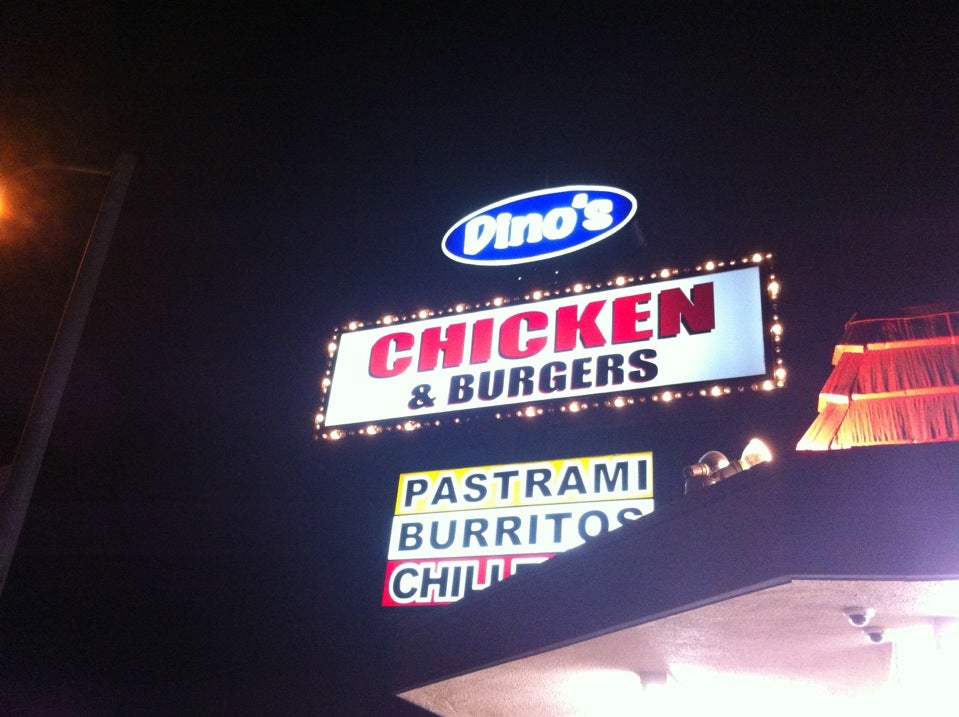 Dino's
CHICKEN
& BURGERS
PASTRAMI
BURRITOS